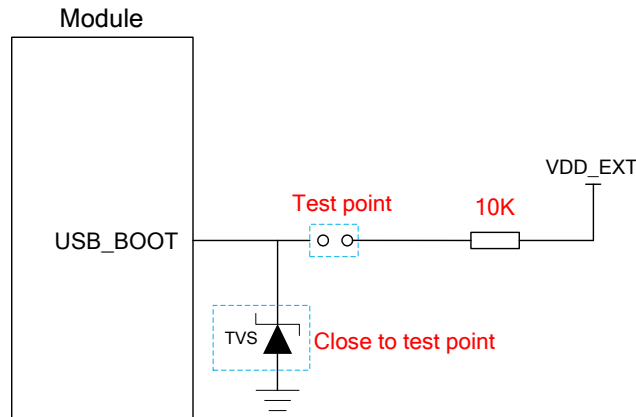 Module
VDD_EXT
Test point
10K
USB_BOOT
TVS
Close to test point